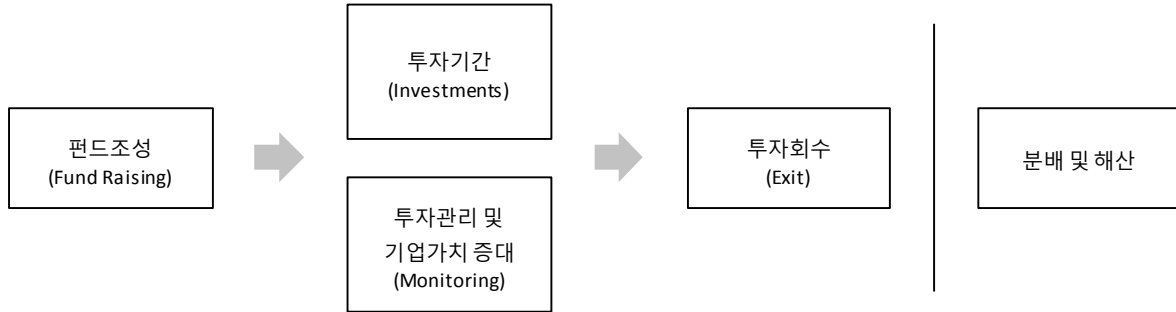 펀드조성
(Fund Raising)
투자기간
(Investments)
투자관리 및
기업가치 증대
(Monitoring)
투자회수
(Exit)
분배 및 해산